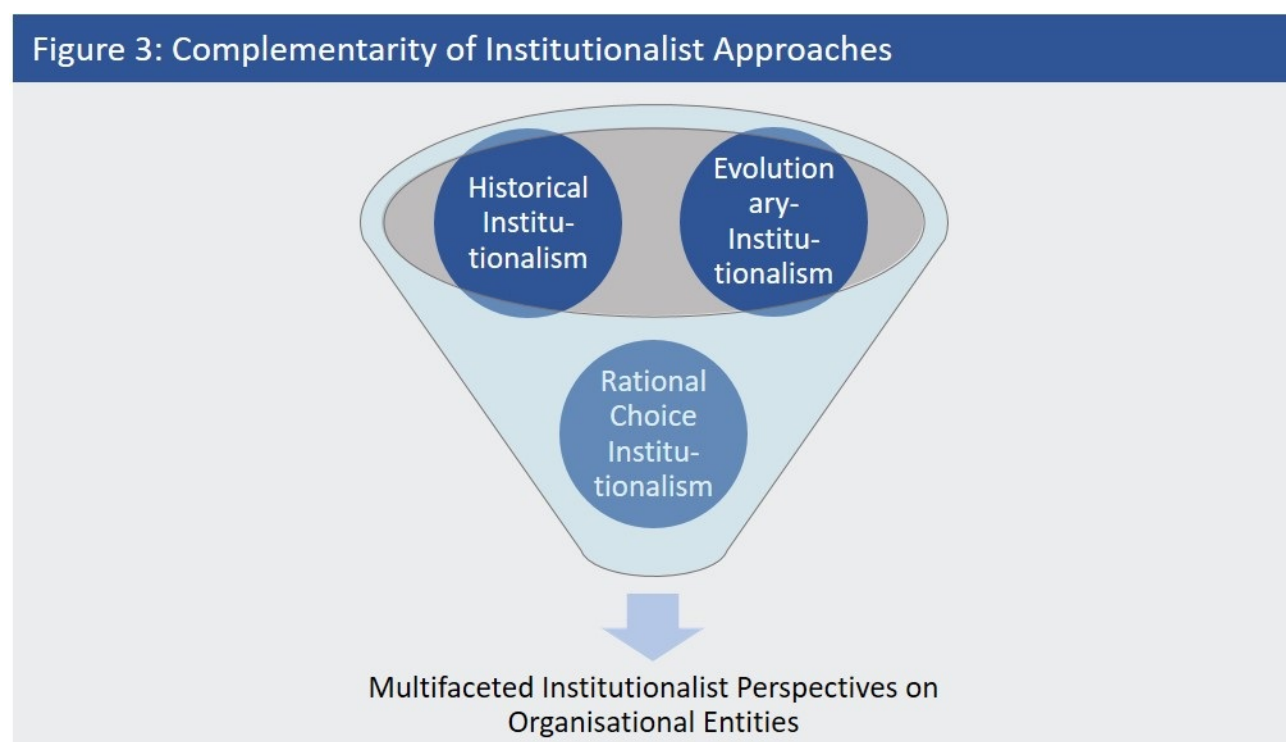 Figure 3: Complementarity of Institutionalist Approaches
Historical
Institu-
tionalism
Evolution
ary-
Institu-
tionalism
Rational
Choice
Institu-
tionalism
Multifaceted Institutionalist Perspectives on
Organisational Entities